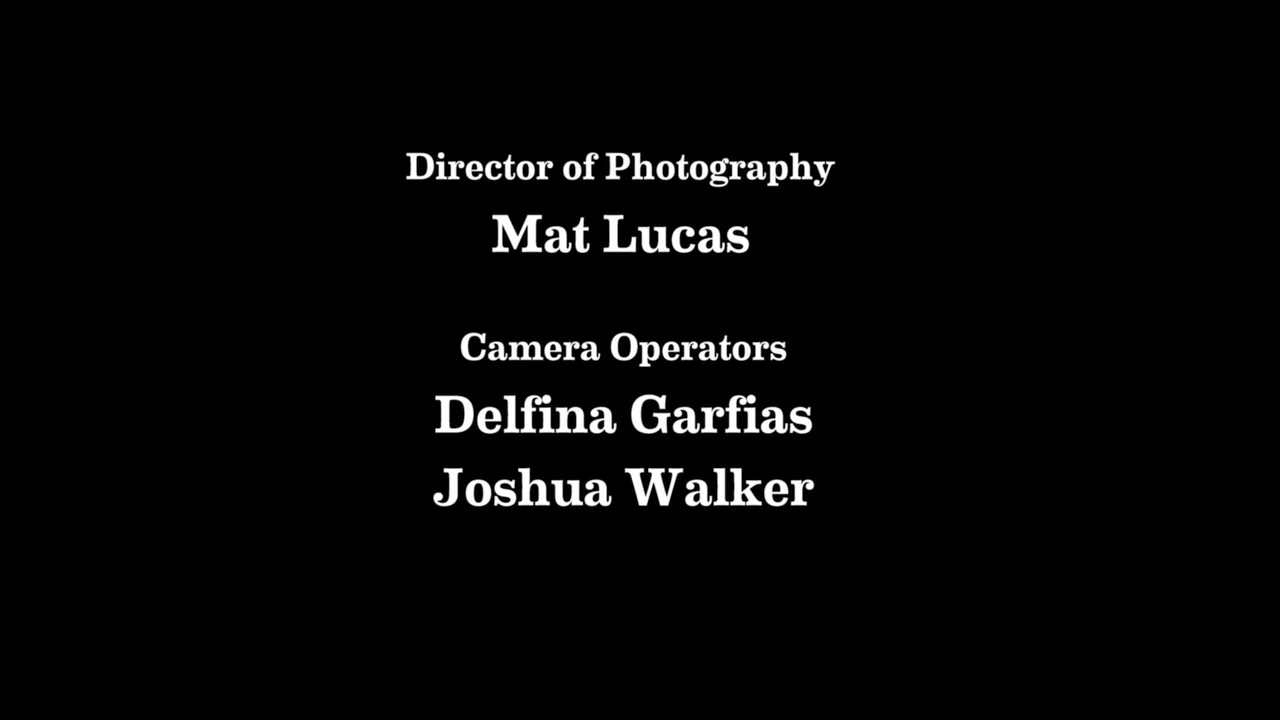 Director of Photography
Mat Lucas
Camera Operators
Delfina Garfias
Joshua Walker